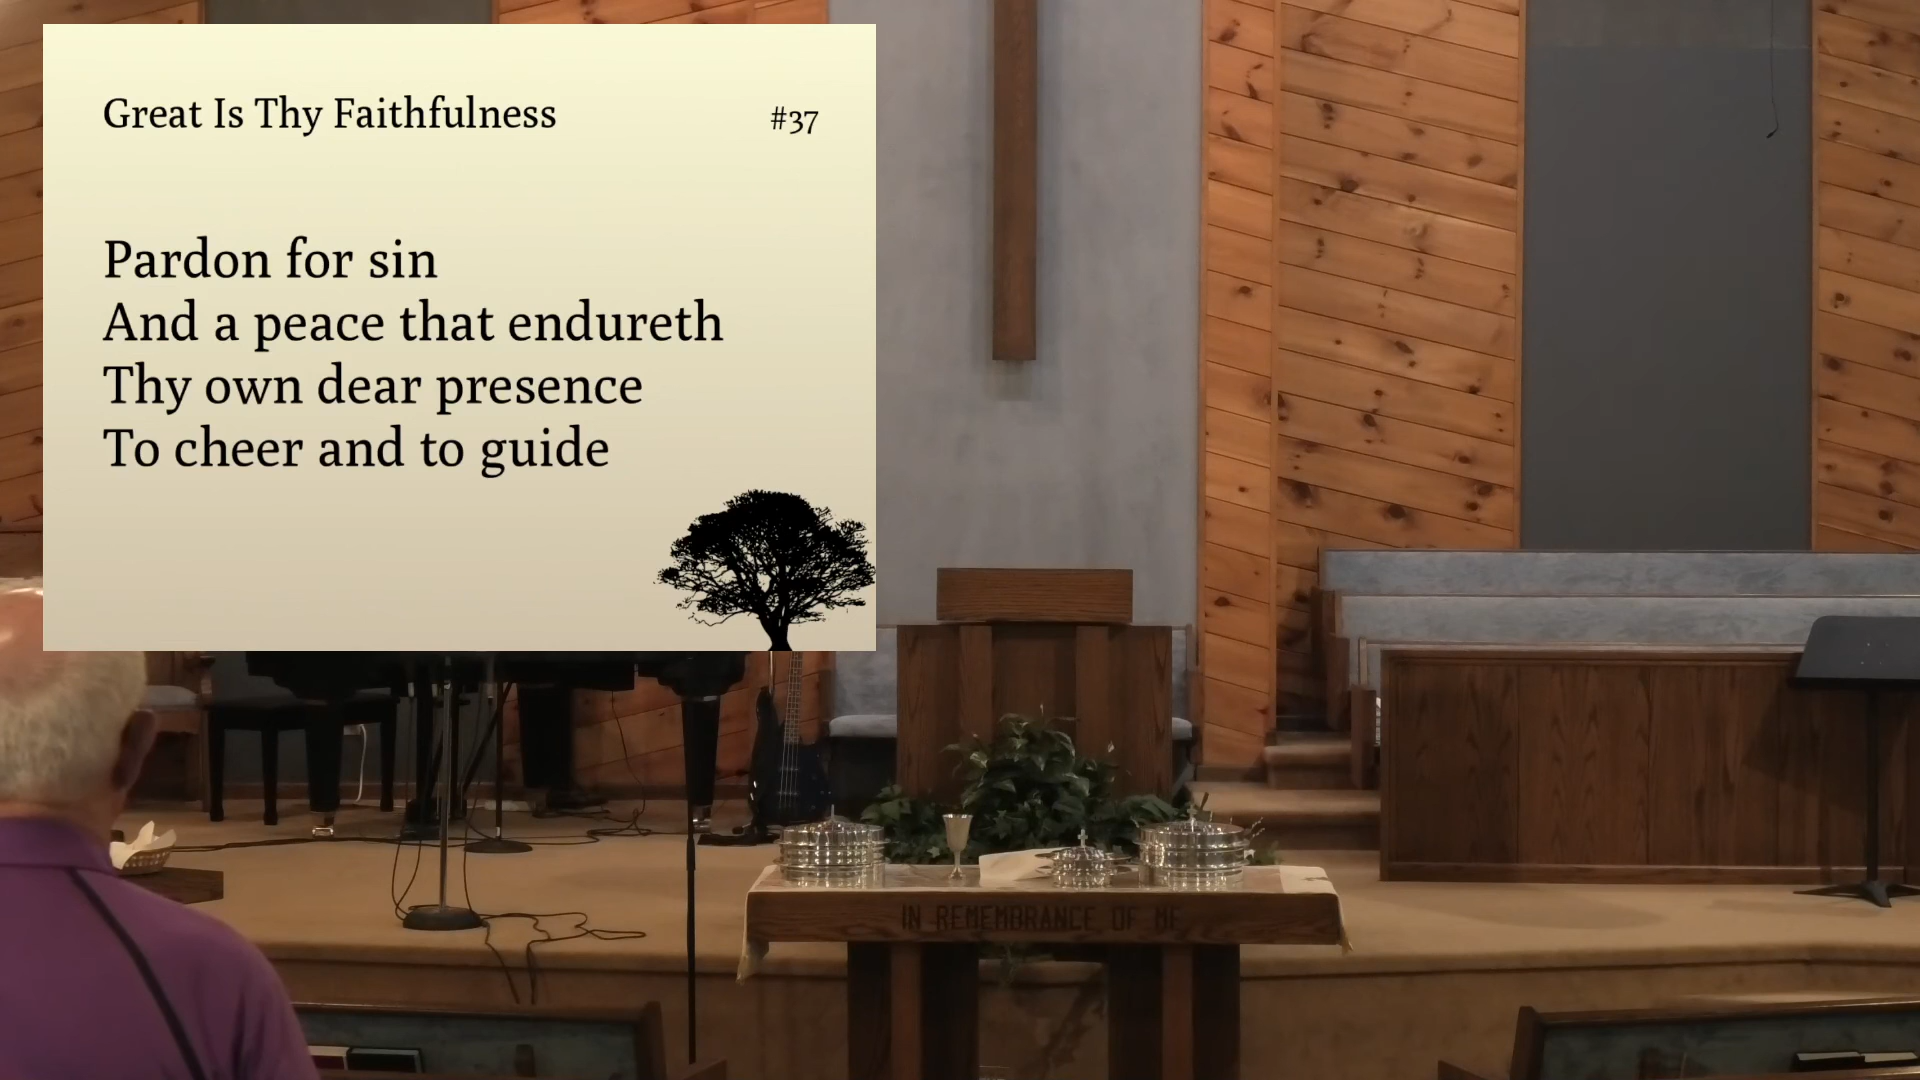 Great Is Thy Faithfulness #37
Pardon for sin
And a peace that endureth
Thy own dear presence
To cheer and to guide
IN REMEMBRANCE OF ME